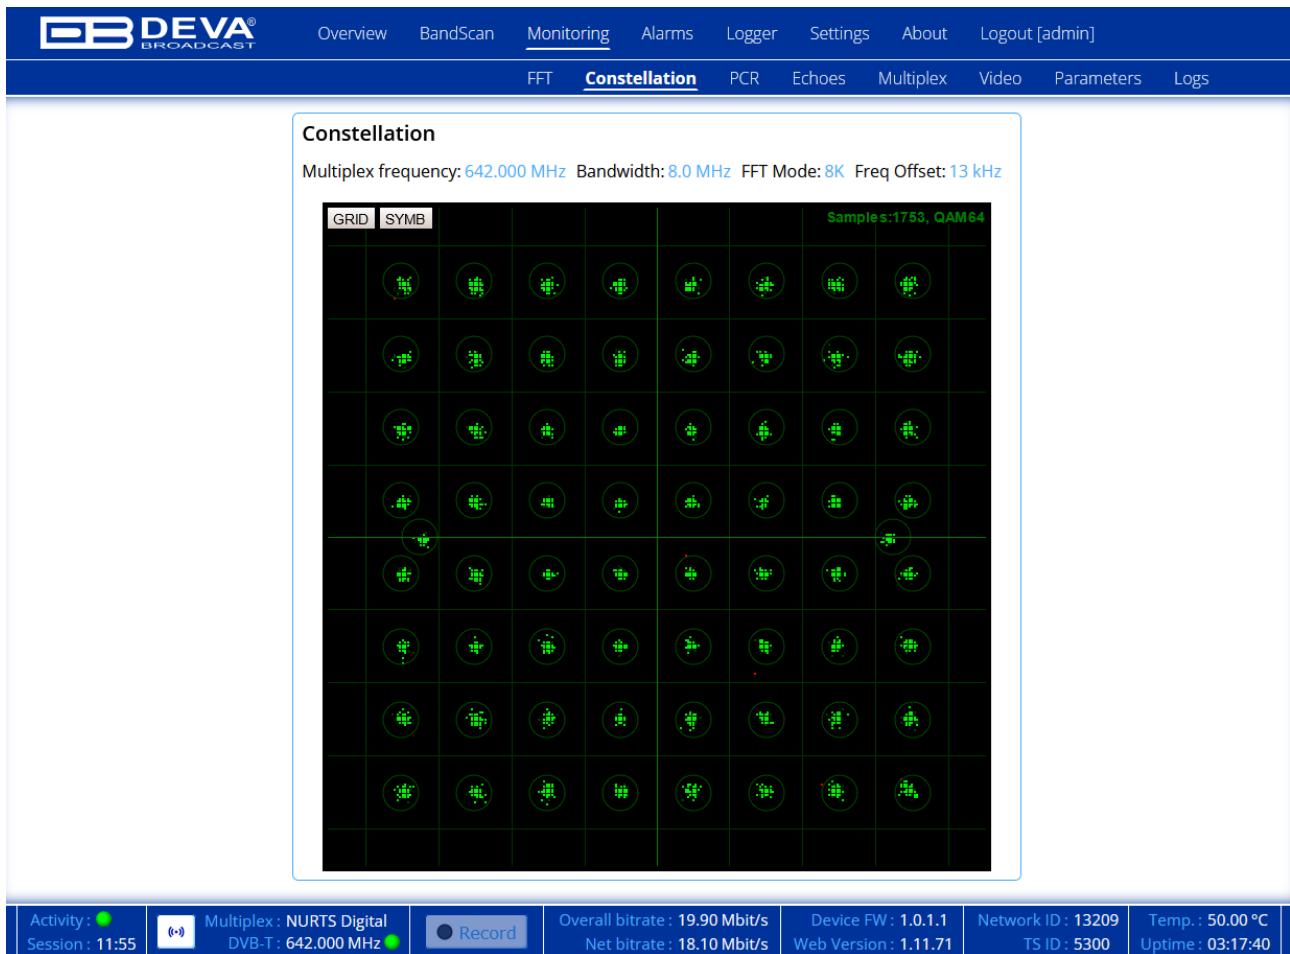 DEVA®
BROADCAST
Overview BandScan Monitoring Alarms Logger Settings About Logout [admin]
FFT Constellation PCR Echoes Multiplex Video Parameters Logs
Constellation
Multiplex frequency: 642.000 MHz Bandwidth: 8.0 MHz FFT Mode: 8K Freq Offset: 13 kHz
GRID SYMB Samples:1753, QAM64
Activity : Multiplex : NURTS Digital Record Overall bitrate : 19.90 Mbit/s Device FW : 1.0.1.1 Network ID : 13209 Temp. : 50.00 °C
Session : 11:55 DVB-T : 642.000 MHz Net bitrate : 18.10 Mbit/s Web Version : 1.11.71 TS ID : 5300 Uptime : 03:17:40